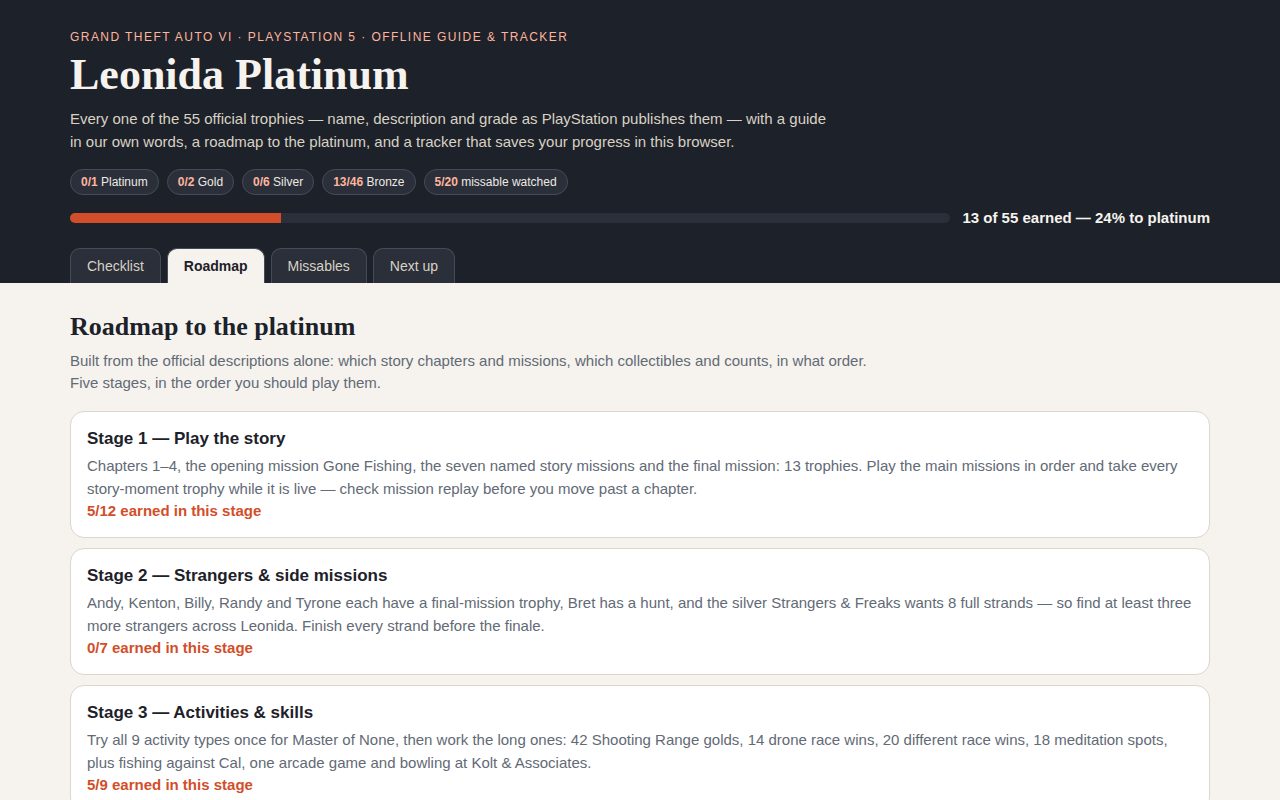 GRAND THEFT AUTO VI · PLAYSTATION 5 · OFFLINE GUIDE & TRACKER
Leonida Platinum
Every one of the 55 official trophies — name, description and grade as PlayStation publishes them — with a guide
in our own words, a roadmap to the platinum, and a tracker that saves your progress in this browser.
0/1 Platinum 0/2 Gold 0/6 Silver 13/46 Bronze 5/20 missable watched
13 of 55 earned — 24% to platinum
Checklist Roadmap Missables Next up
Roadmap to the platinum
Built from the official descriptions alone: which story chapters and missions, which collectibles and counts, in what order.
Five stages, in the order you should play them.
Stage 1 — Play the story
Chapters 1–4, the opening mission Gone Fishing, the seven named story missions and the final mission: 13 trophies. Play the main missions in order and take every
story-moment trophy while it is live — check mission replay before you move past a chapter.
5/12 earned in this stage
Stage 2 — Strangers & side missions
Andy, Kenton, Billy, Randy and Tyrone each have a final-mission trophy, Bret has a hunt, and the silver Strangers & Freaks wants 8 full strands — so find at least three
more strangers across Leonida. Finish every strand before the finale.
0/7 earned in this stage
Stage 3 — Activities & skills
Try all 9 activity types once for Master of None, then work the long ones: 42 Shooting Range golds, 14 drone race wins, 20 different race wins, 18 meditation spots,
plus fishing against Cal, one arcade game and bowling at Kolt & Associates.
5/9 earned in this stage